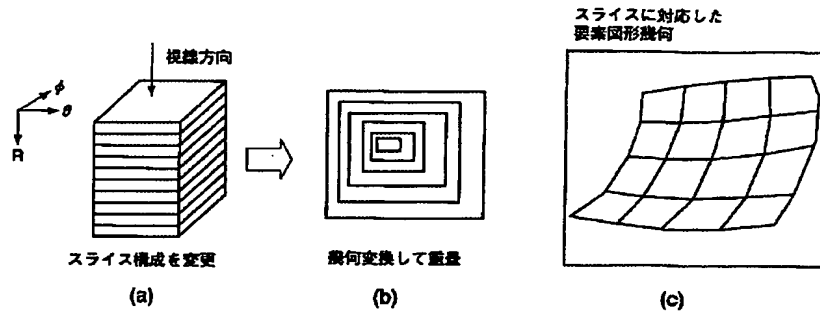 スライスに対応した
要素図形幾何
視線方向
φ
θ
R
スライス構成を変更
幾何変換して重畳
(a)
(b)
(c)